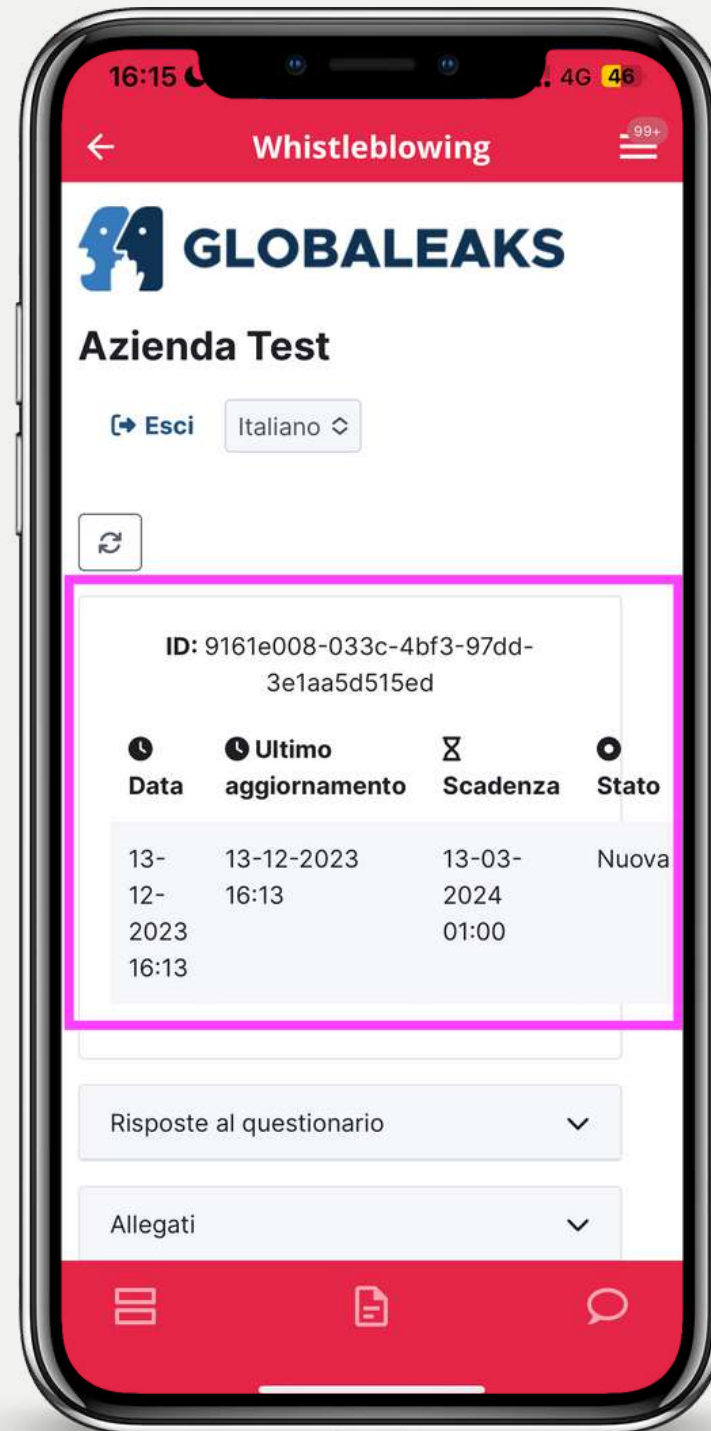 16:15 4G 46
Whistleblowing 99+
GLOBALEAKS
Azienda Test
Esci Italiano
ID: 9161e008-033c-4bf3-97dd-
3e1aa5d515ed
Data Ultimo aggiornamento Scadenza Stato
13-12-2023 16:13 13-12-2023 16:13 13-03-2024 01:00 Nuova
Risposte al questionario
Allegati